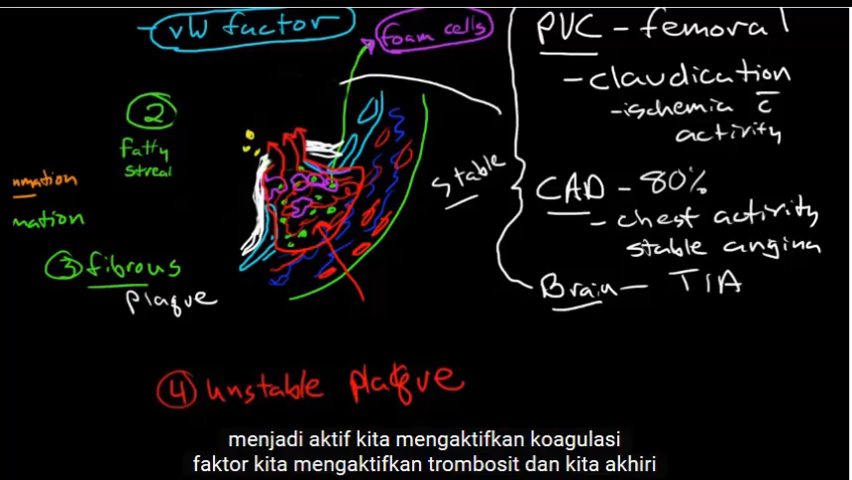 vW factor
foam cells
PVC - femoral
- claudication
- ischemia c̄
activity
2
fatty
streal
stable
CAD - 80%
- chest activity
stable angina
mation
3 fibrous
plaque
Brain - TIA
4 unstable plaque
menjadi aktif kita mengaktifkan koagulasi
faktor kita mengaktifkan trombosit dan kita akhiri